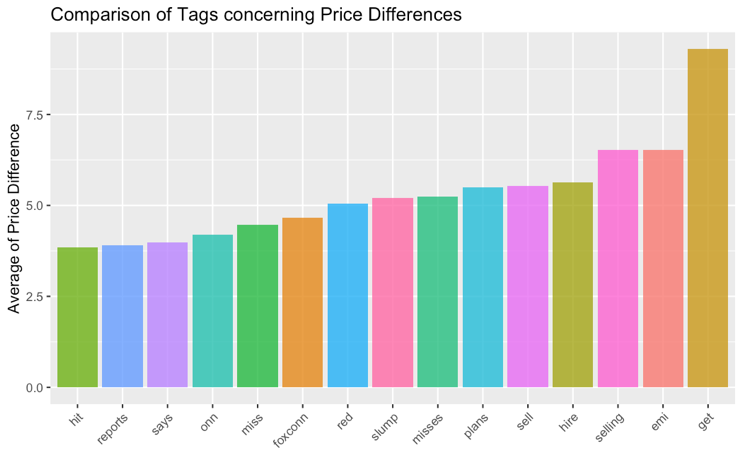 Comparison of Tags concerning Price Differences
Average of Price Difference
7.5
5.0
2.5
0.0
hit
reports
says
onn
miss
foxconn
red
slump
misses
plans
sell
hire
selling
emi
get